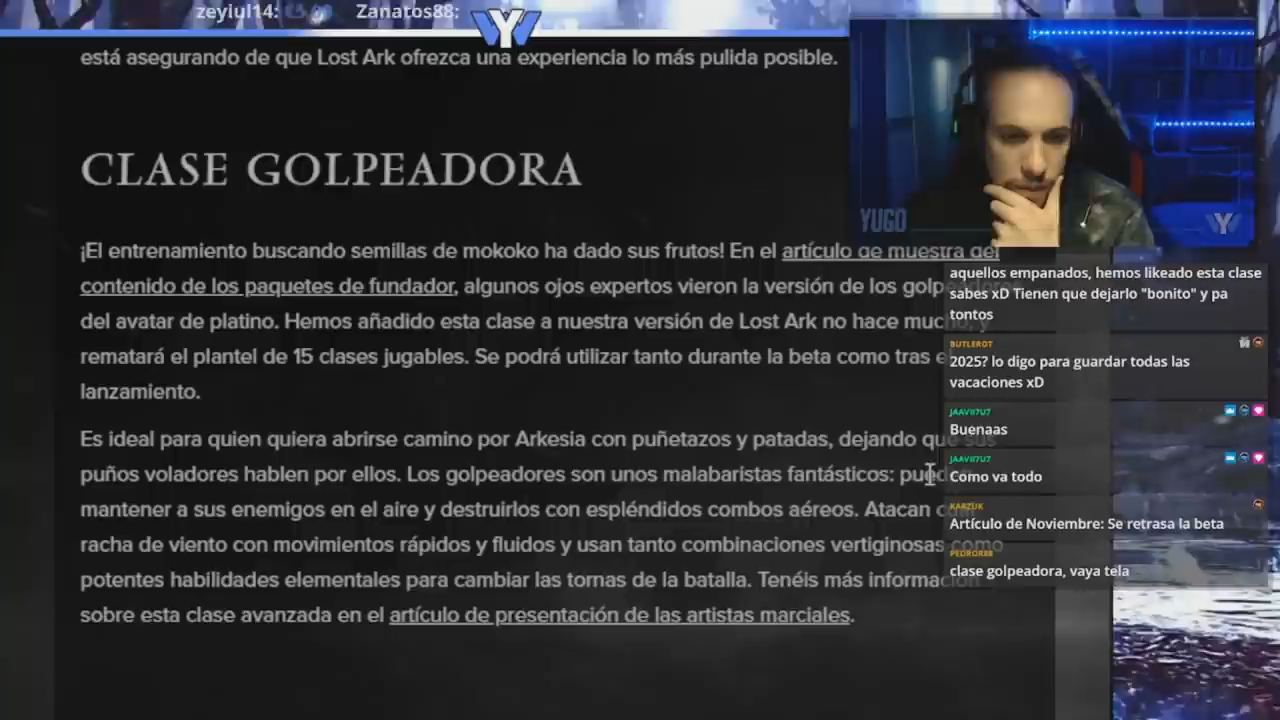 zeyiul14: Zanatos88:
está asegurando de que Lost Ark ofrezca una experiencia lo más pulida posible.
CLASE GOLPEADORA
¡El entrenamiento buscando semillas de mokoko ha dado sus frutos! En el artículo de muestra del
contenido de los paquetes de fundador, algunos ojos expertos vieron la versión de los
del avatar de platino. Hemos añadido esta clase a nuestra versión de Lost Ark no hace mucho, y
rematará el plantel de 15 clases jugables. Se podrá utilizar tanto durante la beta como tras
lanzamiento.
Es ideal para quien quiera abrirse camino por Arkesia con puñetazos y patadas, dejando que sus
puños voladores hablen por ellos. Los golpeadores son unos malabaristas fantásticos:
mantener a sus enemigos en el aire y destruirlos con espléndidos combos aéreos. Atacan
racha de viento con movimientos rápidos y fluidos y usan tanto combinaciones vertiginosas como
potentes habilidades elementales para cambiar las tornas de la batalla. Tenéis más información
sobre esta clase avanzada en el artículo de presentación de las artistas marciales.
YUGO
aquellos empanados, hemos likeado esta clase
sabes xD Tienen que dejarlo "bonito" y pa
tontos
BUTLEROT
2025? lo digo para guardar todas las
vacaciones xD
JAAVII7U7
Buenaas
JAAVII7U7
Como va todo
KARZUK
Artículo de Noviembre: Se retrasa la beta
PEDROR88
clase golpeadora, vaya tela